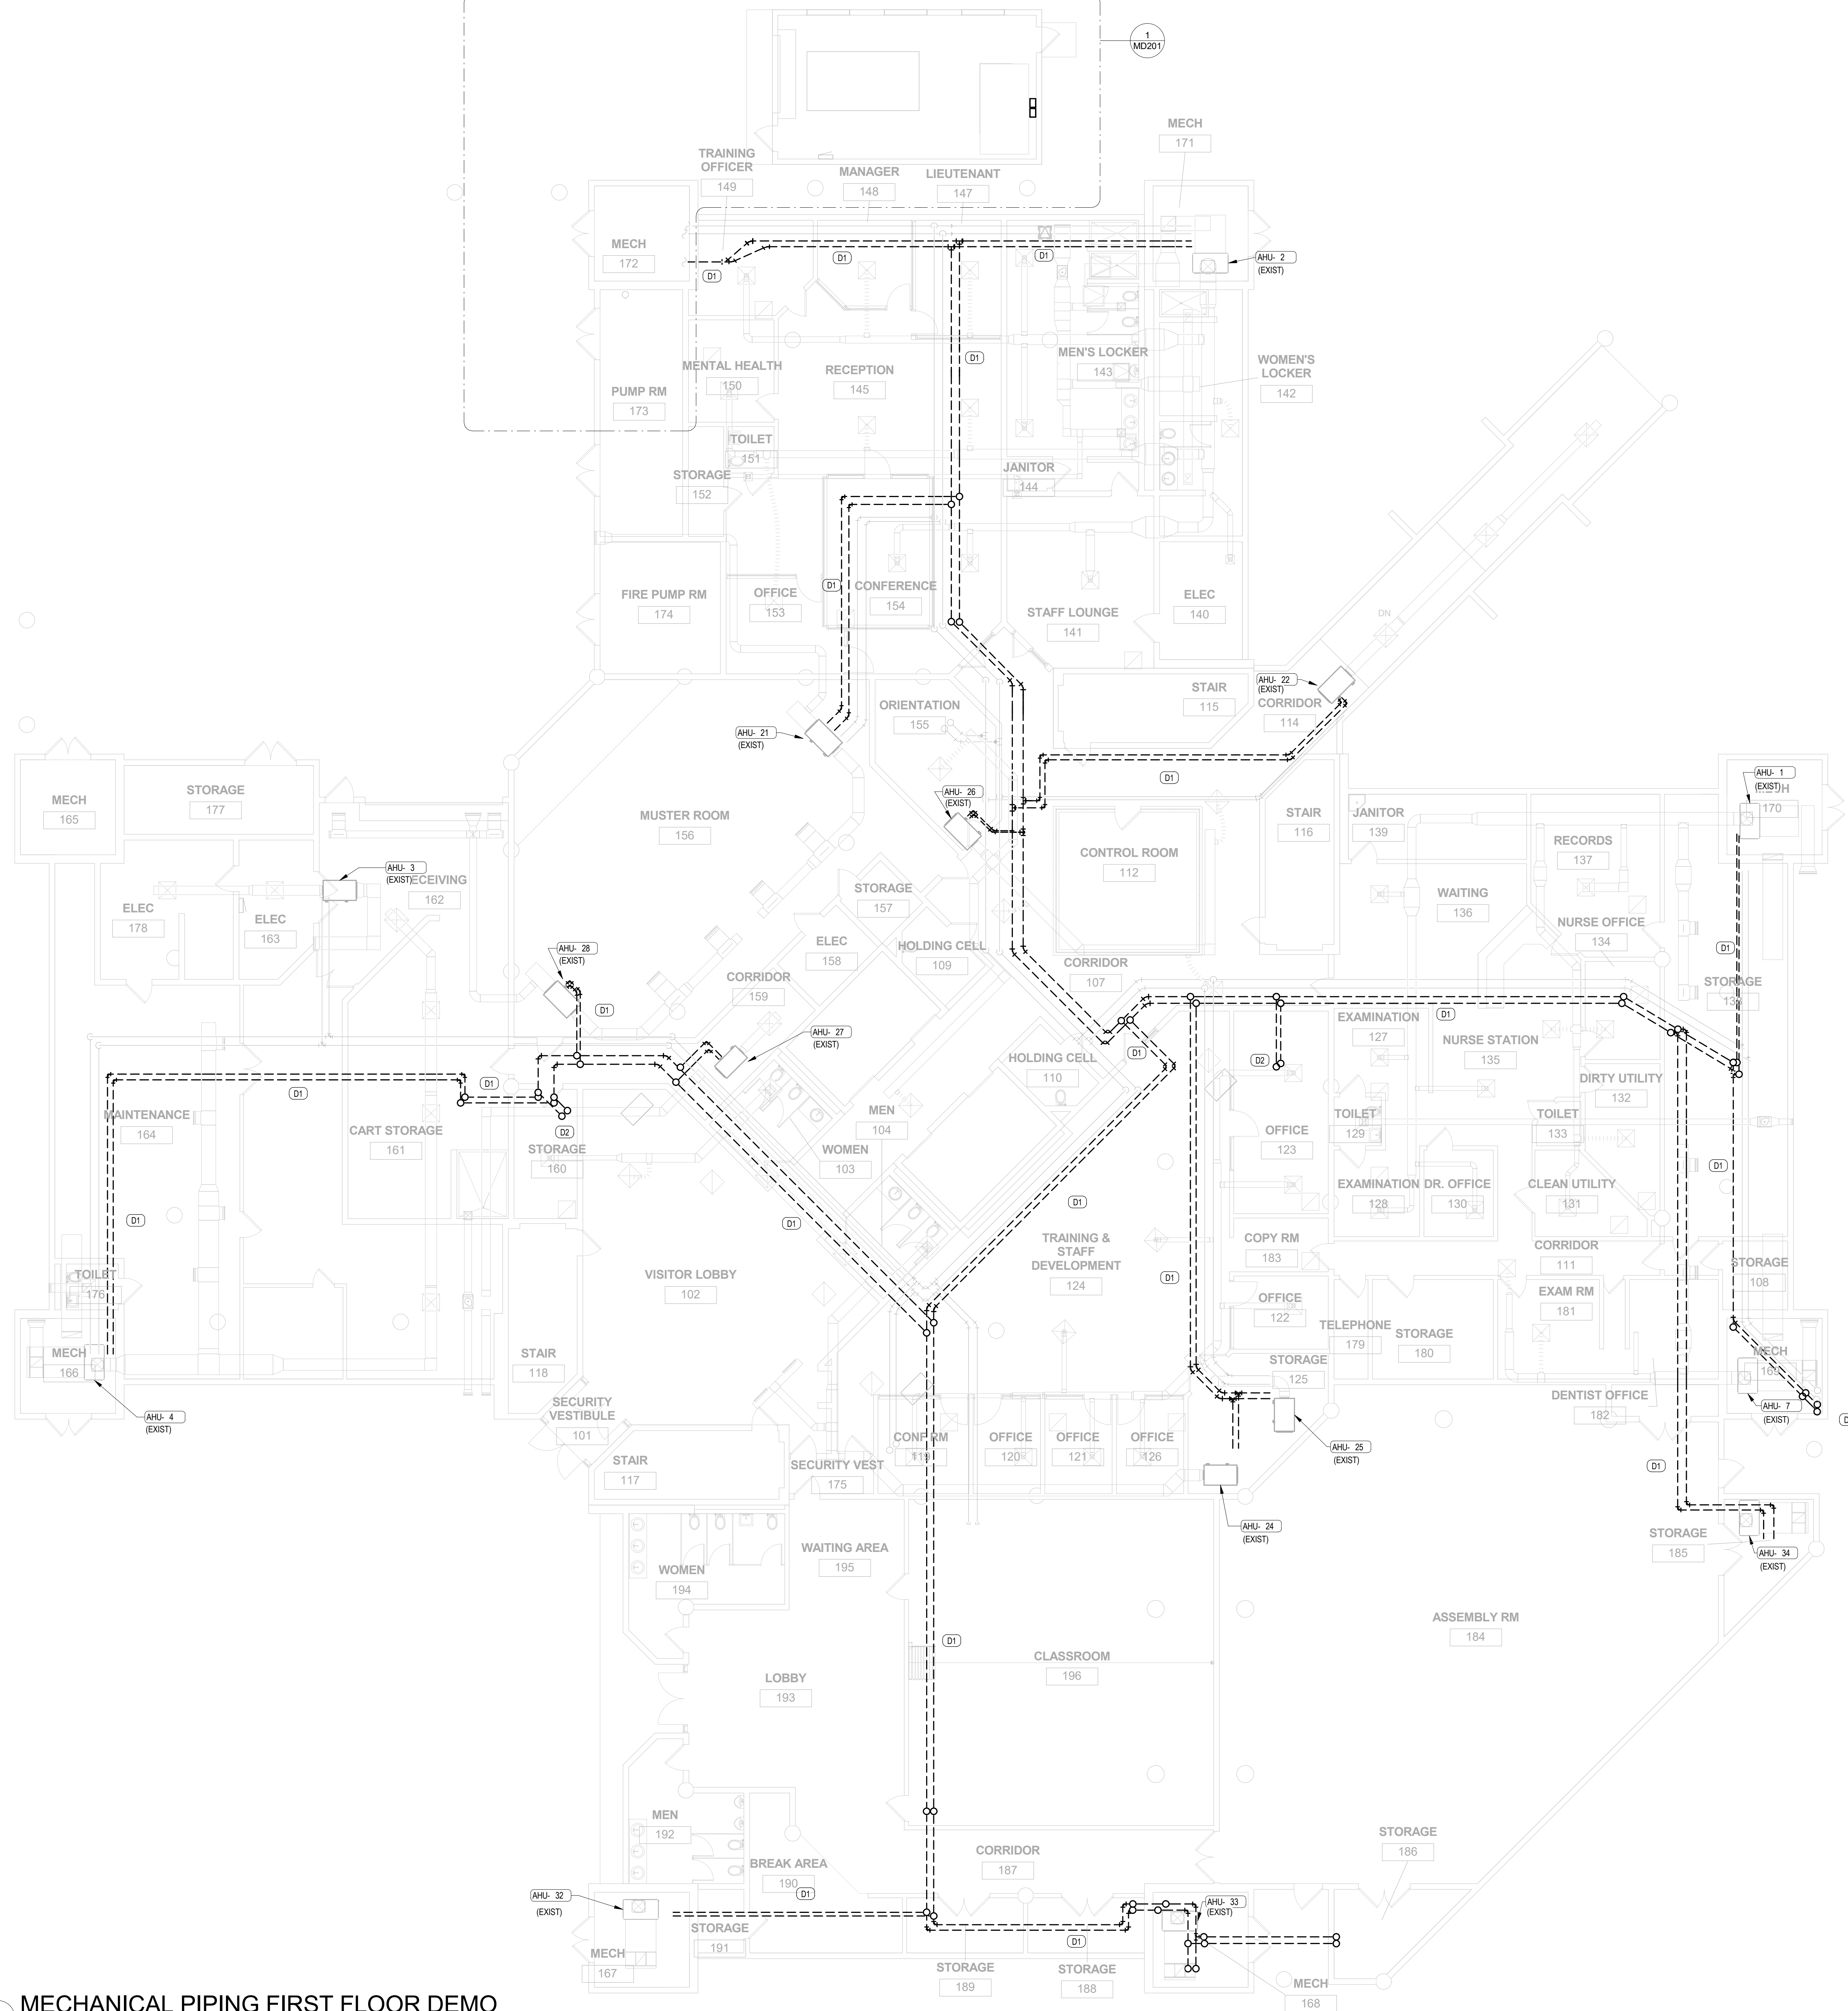 1
MD201
MECH
171
TRAINING
OFFICER
149
MANAGER
148
LIEUTENANT
147
MECH
172
D1
D1
D1
AHU- 2
(EXIST)
D1
MENTAL HEALTH
150
RECEPTION
145
MEN'S LOCKER
143
WOMEN'S
LOCKER
142
PUMP RM
173
TOILET
151
STORAGE
152
JANITOR
144
FIRE PUMP RM
174
OFFICE
153
D1
CONFERENCE
154
STAFF LOUNGE
141
ELEC
140
DN
AHU- 22
(EXIST)
STAIR
115
CORRIDOR
114
ORIENTATION
155
AHU- 21
(EXIST)
D1
AHU- 26
(EXIST)
AHU- 1
(EXIST)
170
MECH
165
STORAGE
177
MUSTER ROOM
156
STAIR
116
JANITOR
139
RECORDS
137
CONTROL ROOM
112
AHU- 3
(EXIST)
ECEIVING
162
STORAGE
157
WAITING
136
ELEC
178
ELEC
163
NURSE OFFICE
134
AHU- 28
(EXIST)
ELEC
158
HOLDING CELL
109
D1
CORRIDOR
159
CORRIDOR
107
STORAGE
D1
D1
EXAMINATION
127
AHU- 27
(EXIST)
NURSE STATION
135
D1
HOLDING CELL
110
D2
DIRTY UTILITY
132
D1
D1
MAINTENANCE
164
CART STORAGE
161
D2
STORAGE
160
MEN
104
WOMEN
103
OFFICE
123
TOILET
129
TOILET
133
D1
EXAMINATION
128
DR. OFFICE
130
CLEAN UTILITY
131
D1
D1
D1
TRAINING &
STAFF
DEVELOPMENT
124
COPY RM
183
CORRIDOR
111
VISITOR LOBBY
102
TOILET
176
D1
STORAGE
108
OFFICE
122
EXAM RM
181
TELEPHONE
179
STORAGE
180
MECH
166
STAIR
118
STORAGE
125
MECH
169
AHU- 4
(EXIST)
SECURITY
VESTIBULE
101
DENTIST OFFICE
182
AHU- 7
(EXIST)
CONF RM
119
OFFICE
120
OFFICE
121
OFFICE
126
AHU- 25
(EXIST)
STAIR
117
SECURITY VEST
175
D1
AHU- 24
(EXIST)
STORAGE
185
AHU- 34
(EXIST)
WAITING AREA
195
WOMEN
194
ASSEMBLY RM
184
D1
CLASSROOM
196
LOBBY
193
MEN
192
STORAGE
186
BREAK AREA
190
D1
CORRIDOR
187
AHU- 32
(EXIST)
AHU- 33
(EXIST)
STORAGE
191
D1
MECH
167
STORAGE
189
STORAGE
188
MECH
168
MECHANICAL PIPING FIRST FLOOR DEMO